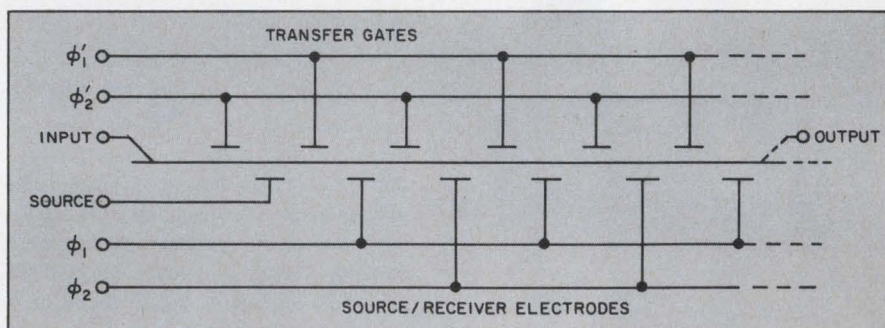 TRANSFER GATES
ϕ′₁
ϕ′₂
INPUT
OUTPUT
SOURCE
ϕ₁
ϕ₂
SOURCE/RECEIVER ELECTRODES